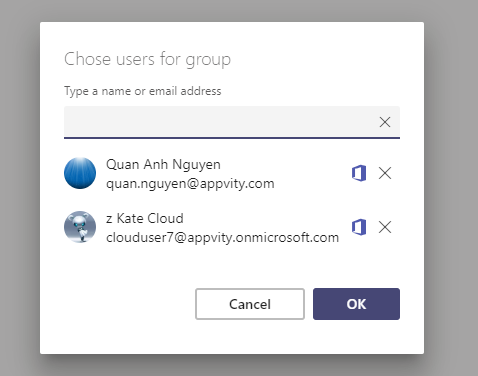 Chose users for group
Type a name or email address
Quan Anh Nguyen
quan.nguyen@appvity.com
z Kate Cloud
clouduser7@appvity.onmicrosoft.com
Cancel
OK